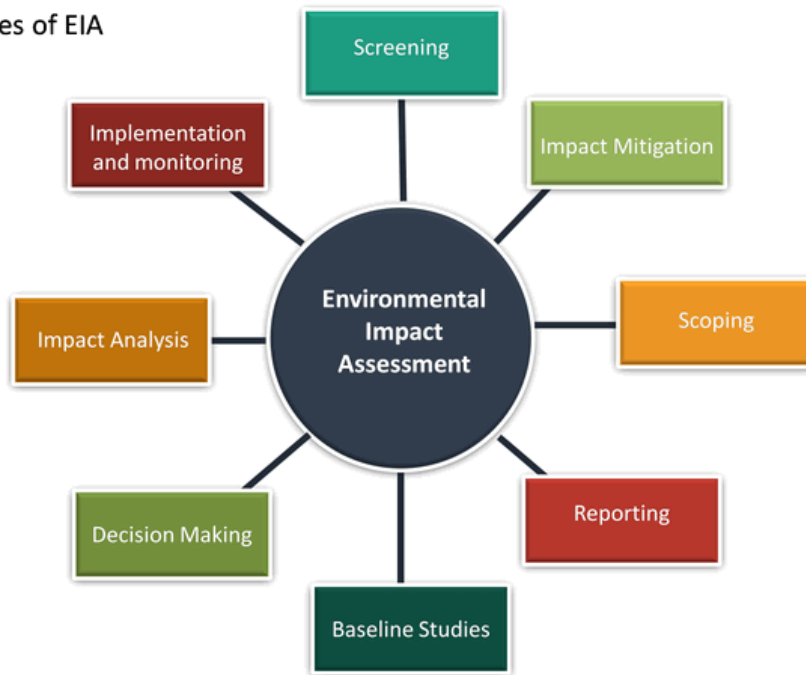 es of EIA
Screening
Implementation
and monitoring
Impact Mitigation
Environmental
Impact
Assessment
Scoping
Impact Analysis
Reporting
Decision Making
Baseline Studies